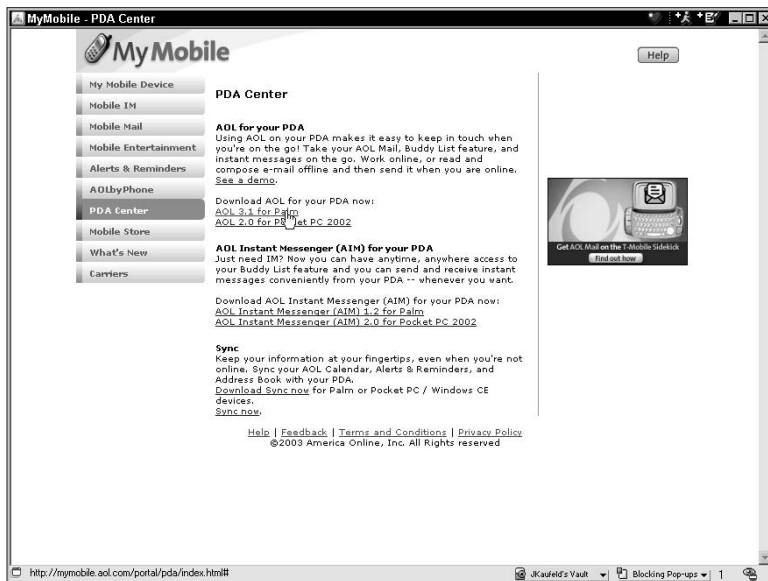 MyMobile - PDA Center
MyMobile
Help
My Mobile Device
Mobile IM
Mobile Mail
Mobile Entertainment
Alerts & Reminders
AOLbyPhone
PDA Center
Mobile Store
What's New
Carriers
PDA Center
AOL for your PDA
Using AOL on your PDA makes it easy to keep in touch when
you're on the go! Take your AOL Mail, Buddy List feature, and
instant messages on the go. Work online, or read and
compose e-mail offline and then send it when you are online.
See a demo.
Download AOL for your PDA now:
AOL 3.1 for Palm
AOL 2.0 for Pocket PC 2002
AOL Instant Messenger (AIM) for your PDA
Just need IM? Now you can have anytime, anywhere access to
your Buddy List feature and you can send and receive instant
messages conveniently from your PDA -- whenever you want.
Download AOL Instant Messenger (AIM) for your PDA now:
AOL Instant Messenger (AIM) 1.2 for Palm
AOL Instant Messenger (AIM) 2.0 for Pocket PC 2002
Sync
Keep your information at your fingertips, even when you're not
online. Sync your AOL Calendar, Alerts & Reminders, and
Address Book with your PDA.
Download Sync now for Palm or Pocket PC / Windows CE
devices.
Sync now.
Get AOL Mail on the T-Mobile Sidekick
Find out how
Help | Feedback | Terms and Conditions | Privacy Policy
©2003 America Online, Inc. All Rights reserved
http://mymobile.aol.com/portal/pda/index.html#
JKaufeld's Vault
Blocking Pop-ups
1